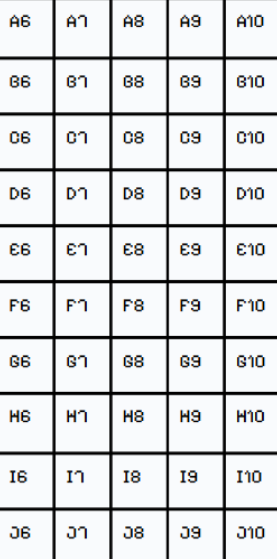 A6 A7 A8 A9 A10
B6 B7 B8 B9 B10
C6 C7 C8 C9 C10
D6 D7 D8 D9 D10
E6 E7 E8 E9 E10
F6 F7 F8 F9 F10
G6 G7 G8 G9 G10
H6 H7 H8 H9 H10
I6 I7 I8 I9 I10
J6 J7 J8 J9 J10